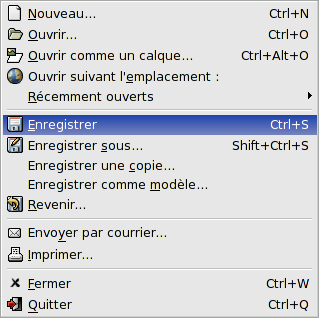 Nouveau... Ctrl+N
Ouvrir... Ctrl+O
Ouvrir comme un calque... Ctrl+Alt+O
Ouvrir suivant l'emplacement :
Récemment ouverts
Enregistrer Ctrl+S
Enregistrer sous... Shift+Ctrl+S
Enregistrer une copie...
Enregistrer comme modèle...
Revenir...
Envoyer par courrier...
Imprimer...
Fermer Ctrl+W
Quitter Ctrl+Q